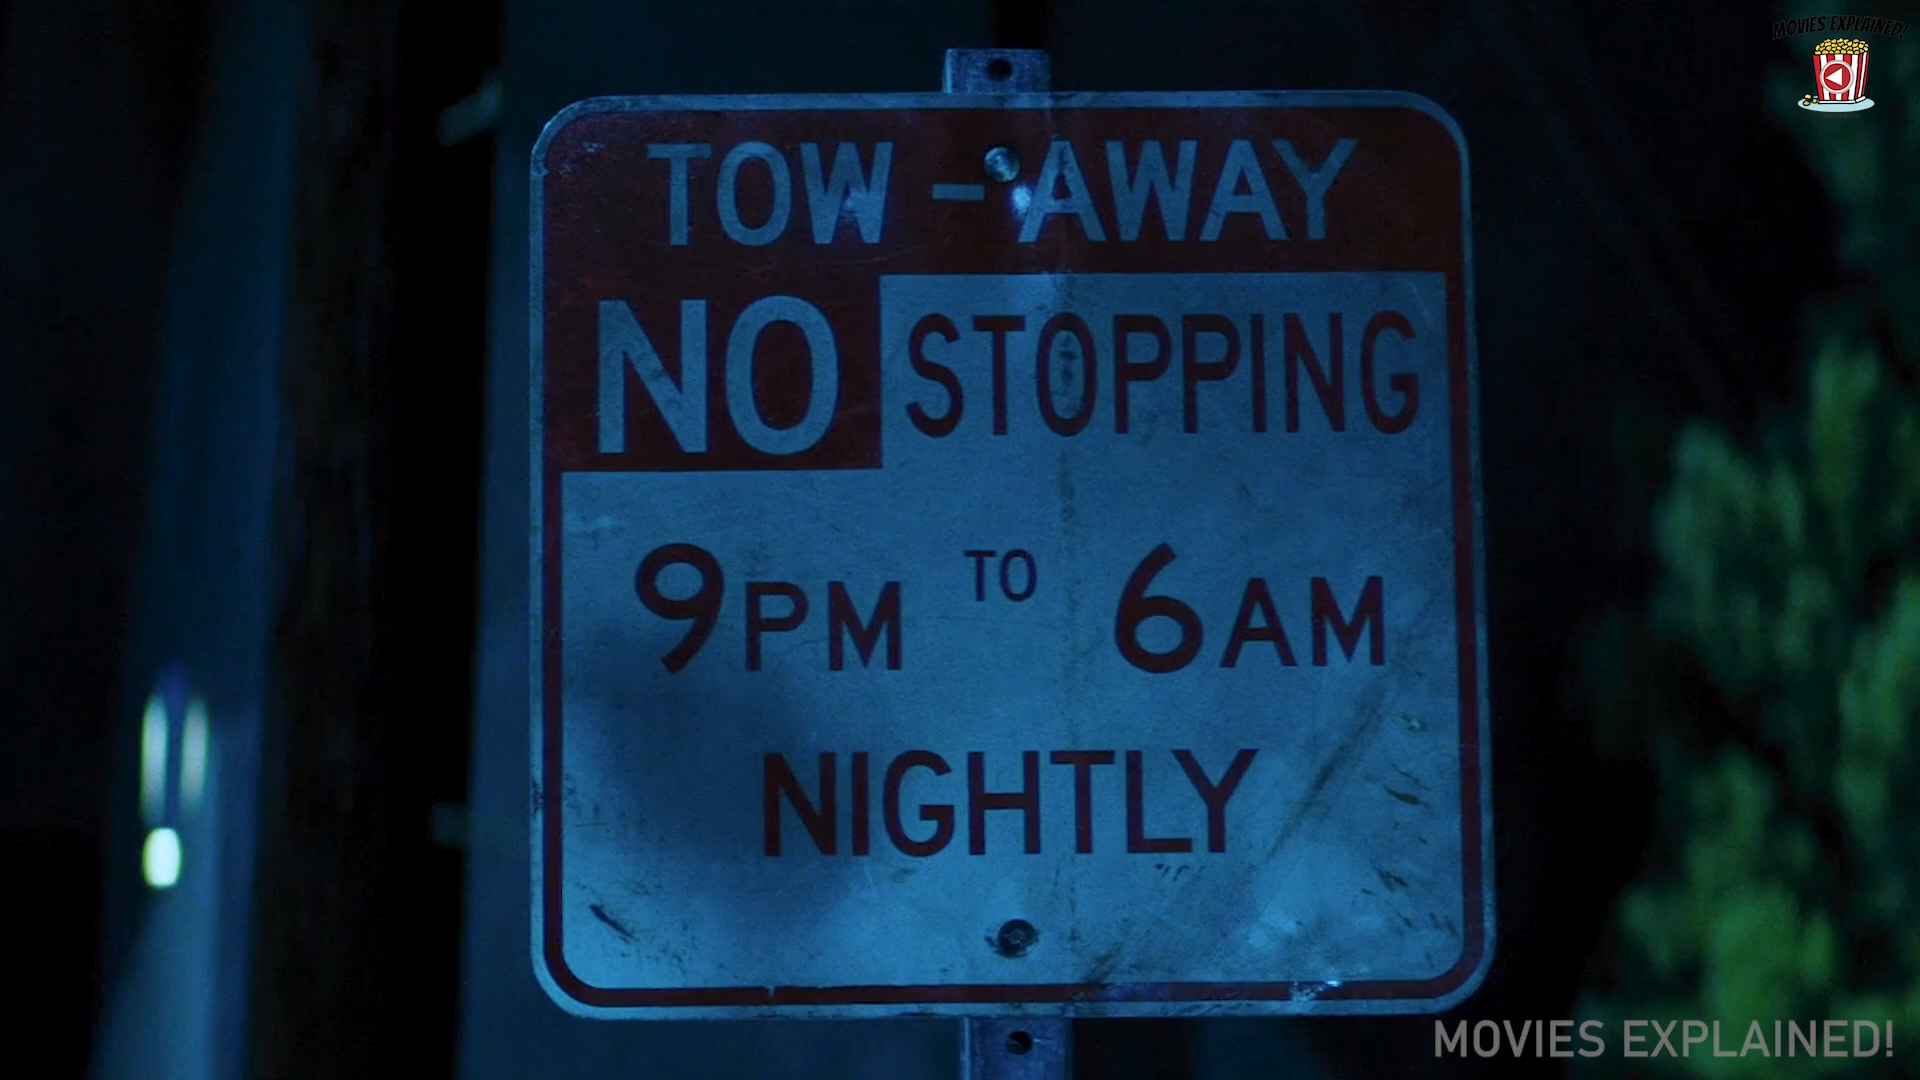 MOVIES EXPLAINED!
TOW - AWAY
NO STOPPING
9PM TO 6AM
NIGHTLY
MOVIES EXPLAINED!